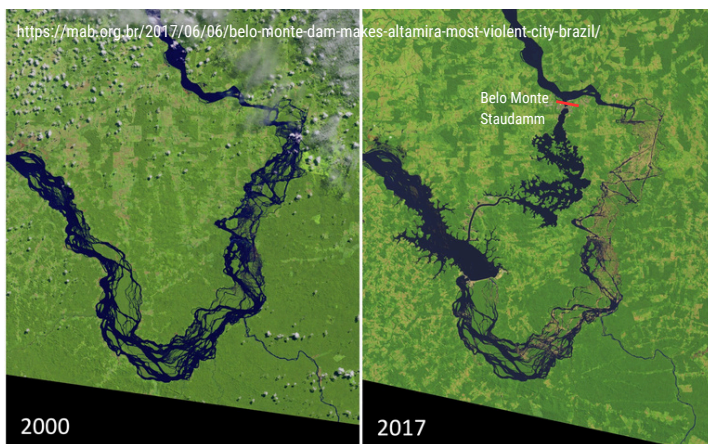 https://mab.org.br/2017/06/06/belo-monte-dam-makes-altamira-most-violent-city-brazil/
Belo Monte
Staudamm
2000
2017